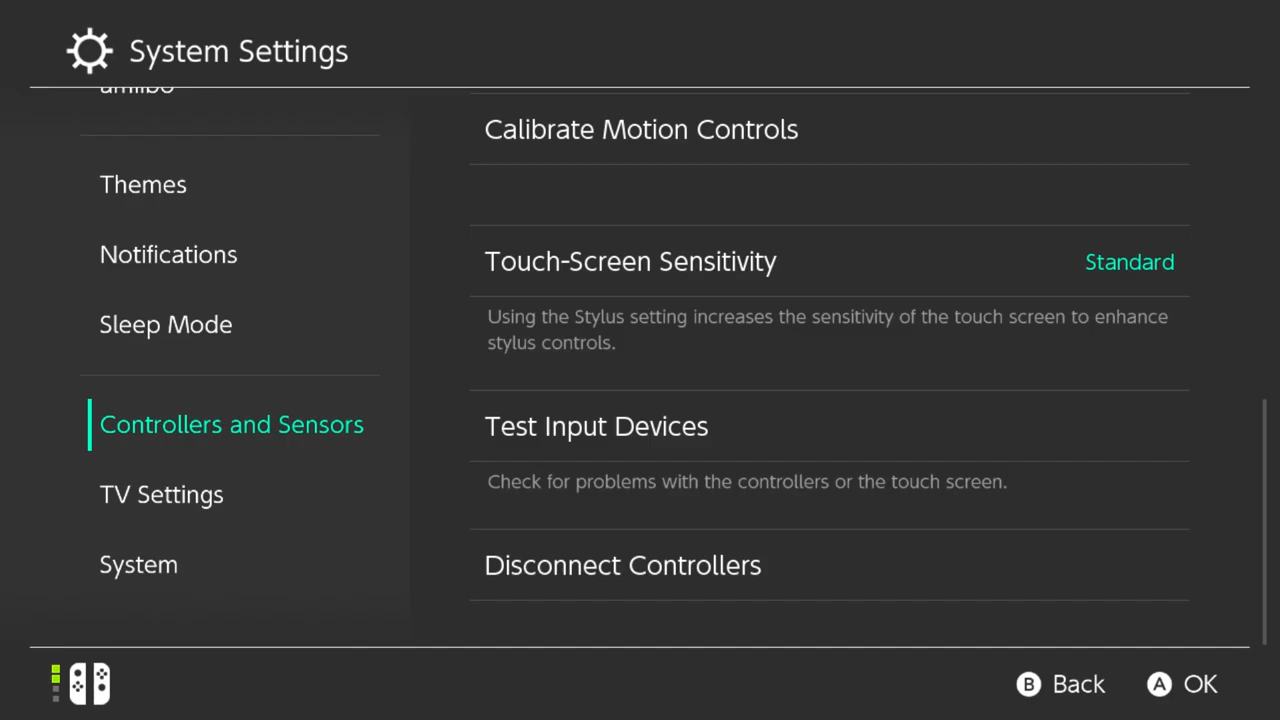 System Settings
amiibo
Themes
Notifications
Sleep Mode
Controllers and Sensors
TV Settings
System
Calibrate Motion Controls
Touch-Screen Sensitivity Standard
Using the Stylus setting increases the sensitivity of the touch screen to enhance
stylus controls.
Test Input Devices
Check for problems with the controllers or the touch screen.
Disconnect Controllers
B Back A OK